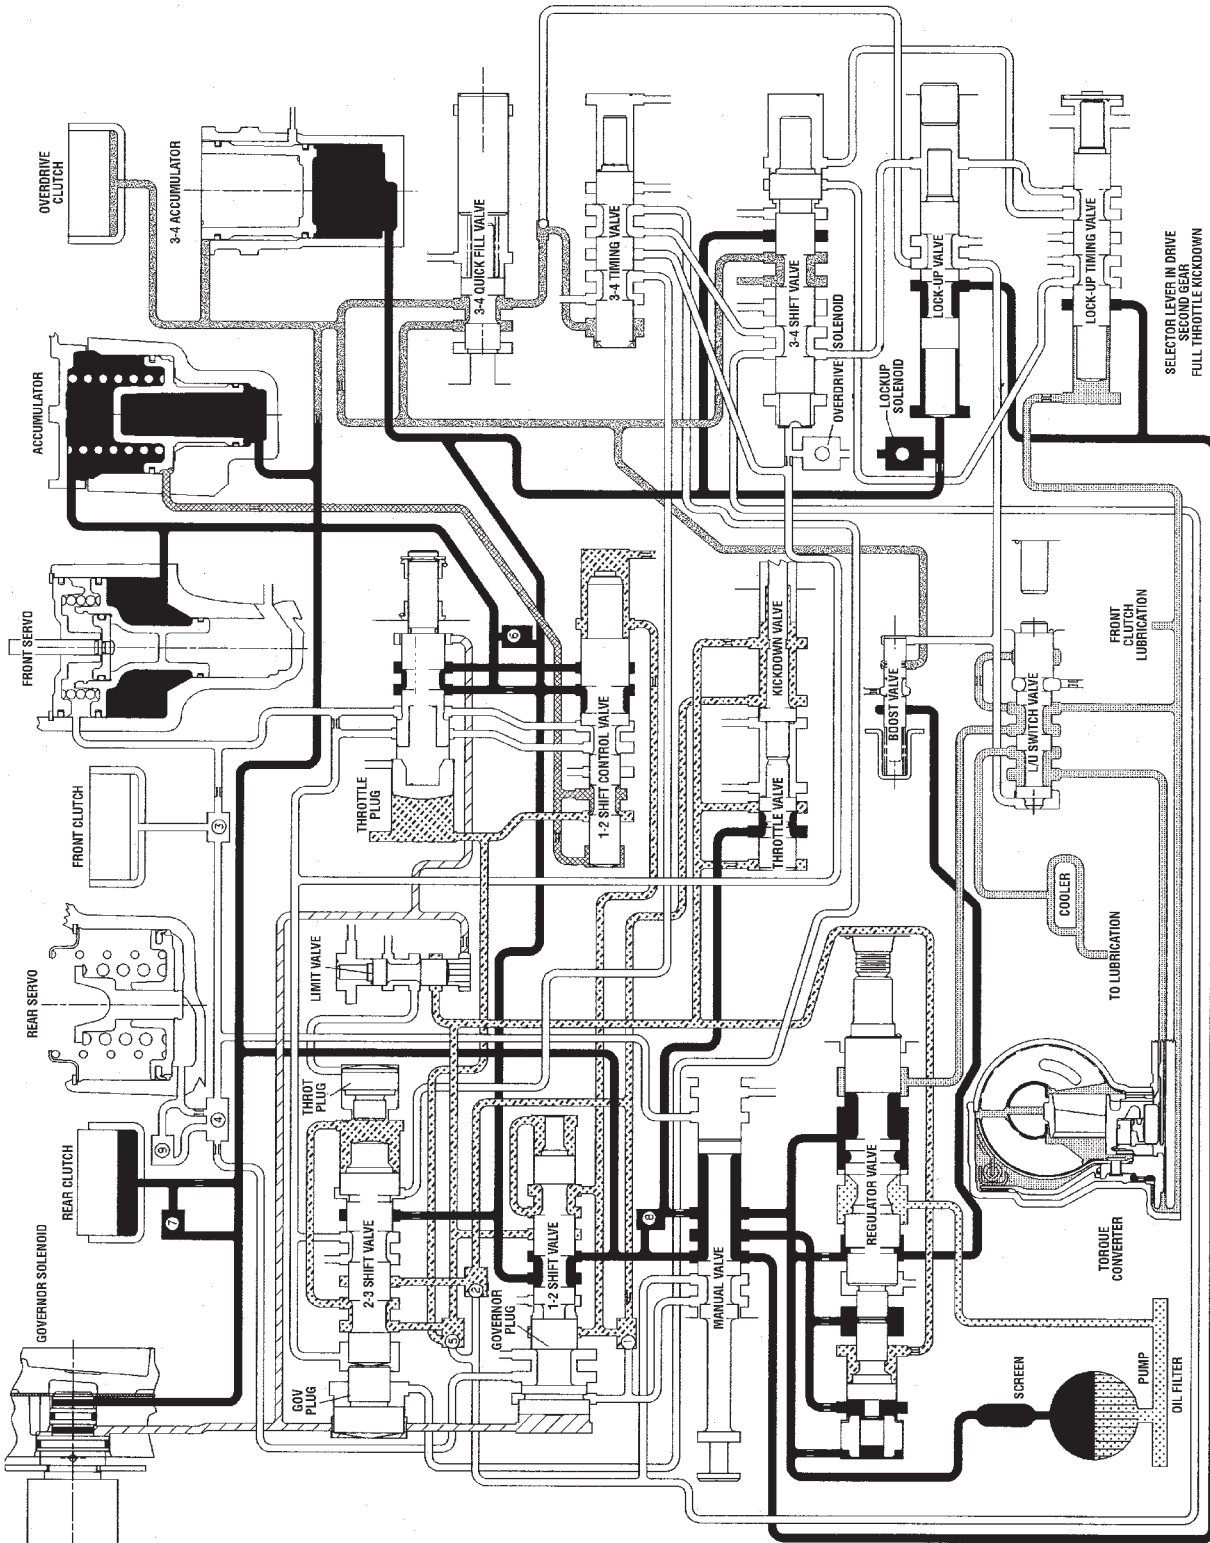 GOVERNOR SOLENOID
REAR CLUTCH
REAR SERVO
FRONT CLUTCH
FRONT SERVO
ACCUMULATOR
OVERDRIVE
CLUTCH
3-4 ACCUMULATOR
GOV
PLUG
2-3 SHIFT VALVE
THROT
PLUG
LIMIT VALVE
THROTTLE
PLUG
3-4 QUICK FILL VALVE
GOVERNOR
PLUG
1-2 SHIFT VALVE
1-2 SHIFT CONTROL VALVE
3-4 TIMING VALVE
MANUAL VALVE
THROTTLE VALVE
KICKDOWN VALVE
3-4 SHIFT VALVE
OVERDRIVE SOLENOID
REGULATOR VALVE
BOOST VALVE
LOCKUP
SOLENOID
LOCK-UP VALVE
SCREEN
PUMP
OIL FILTER
TORQUE
CONVERTER
TO LUBRICATION
COOLER
L/U SWITCH VALVE
FRONT
CLUTCH
LUBRICATION
LOCK-UP TIMING VALVE
SELECTOR LEVER IN DRIVE
SECOND GEAR
FULL THROTTLE KICKDOWN
1
2
3
4
5
6
7
8
9